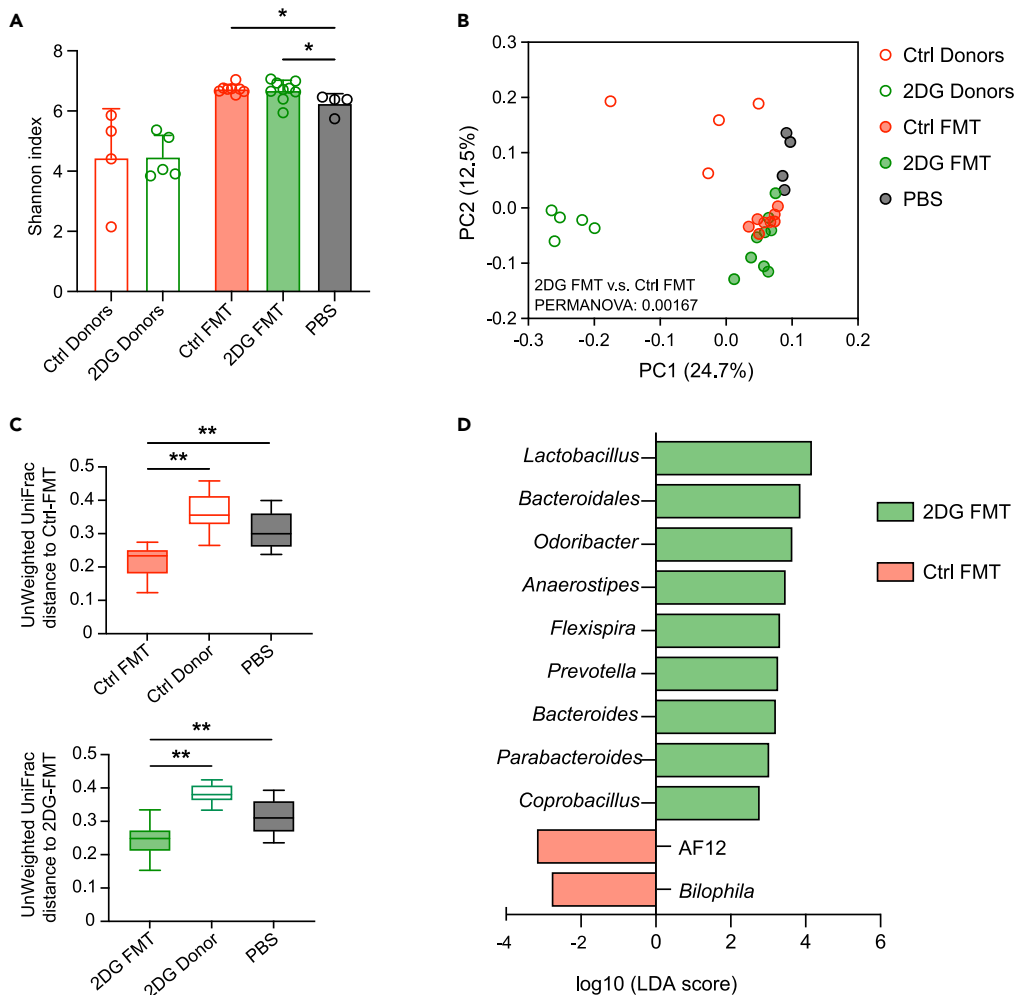 A
Shannon index
8
6
4
2
0
*
*
Ctrl Donors
2DG Donors
Ctrl FMT
2DG FMT
PBS
B
PC2 (12.5%)
0.3
0.2
0.1
0.0
-0.1
-0.2
2DG FMT v.s. Ctrl FMT
PERMANOVA: 0.00167
-0.3
-0.2
-0.1
0.0
0.1
0.2
PC1 (24.7%)
Ctrl Donors
2DG Donors
Ctrl FMT
2DG FMT
PBS
C
UnWeighted UniFrac
distance to Ctrl-FMT
0.5
0.4
0.3
0.2
0.1
0
**
**
Ctrl FMT
Ctrl Donor
PBS
UnWeighted UniFrac
distance to 2DG-FMT
0.5
0.4
0.3
0.2
0.1
0
**
**
2DG FMT
2DG Donor
PBS
D
Lactobacillus
Bacteroidales
Odoribacter
Anaerostipes
Flexispira
Prevotella
Bacteroides
Parabacteroides
Coprobacillus
AF12
Bilophila
-4
-2
0
2
4
6
log10 (LDA score)
2DG FMT
Ctrl FMT